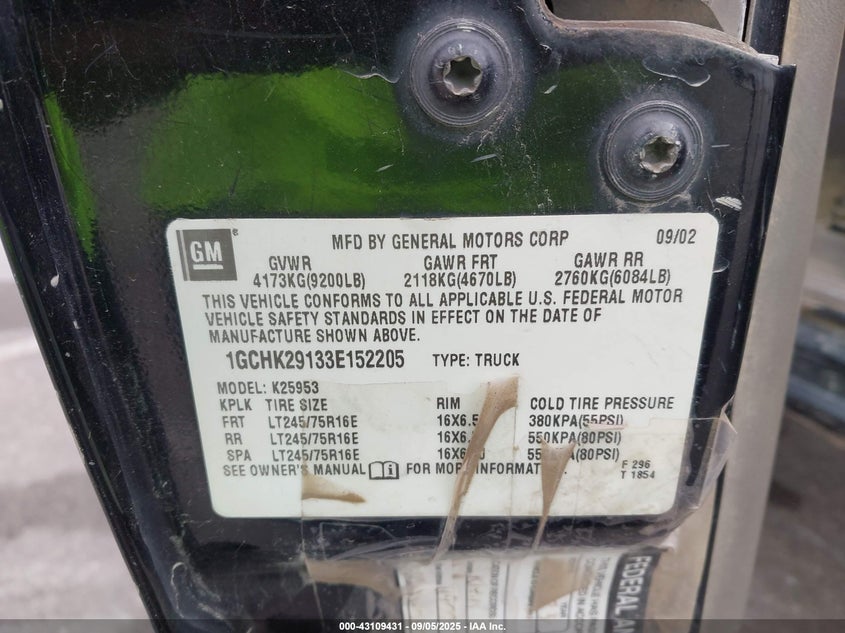 GM ®
MFD BY GENERAL MOTORS CORP 09/02
GVWR GAWR FRT GAWR RR
4173KG(9200LB) 2118KG(4670LB) 2760KG(6084LB)
THIS VEHICLE CONFORMS TO ALL APPLICABLE U.S. FEDERAL MOTOR
VEHICLE SAFETY STANDARDS IN EFFECT ON THE DATE OF
MANUFACTURE SHOWN ABOVE.
1GCHK29133E152205 TYPE: TRUCK
MODEL: K25953
KPLK TIRE SIZE RIM COLD TIRE PRESSURE
FRT LT245/75R16E 16X6.5 380KPA(55PSI)
RR LT245/75R16E 550KPA(80PSI)
SPA LT245/75R16E (80PSI)
SEE OWNER'S MANUAL FOR MORE
F 296
T 1854
FEDERAL
000-43109431 - 09/05/2025 - IAA Inc.